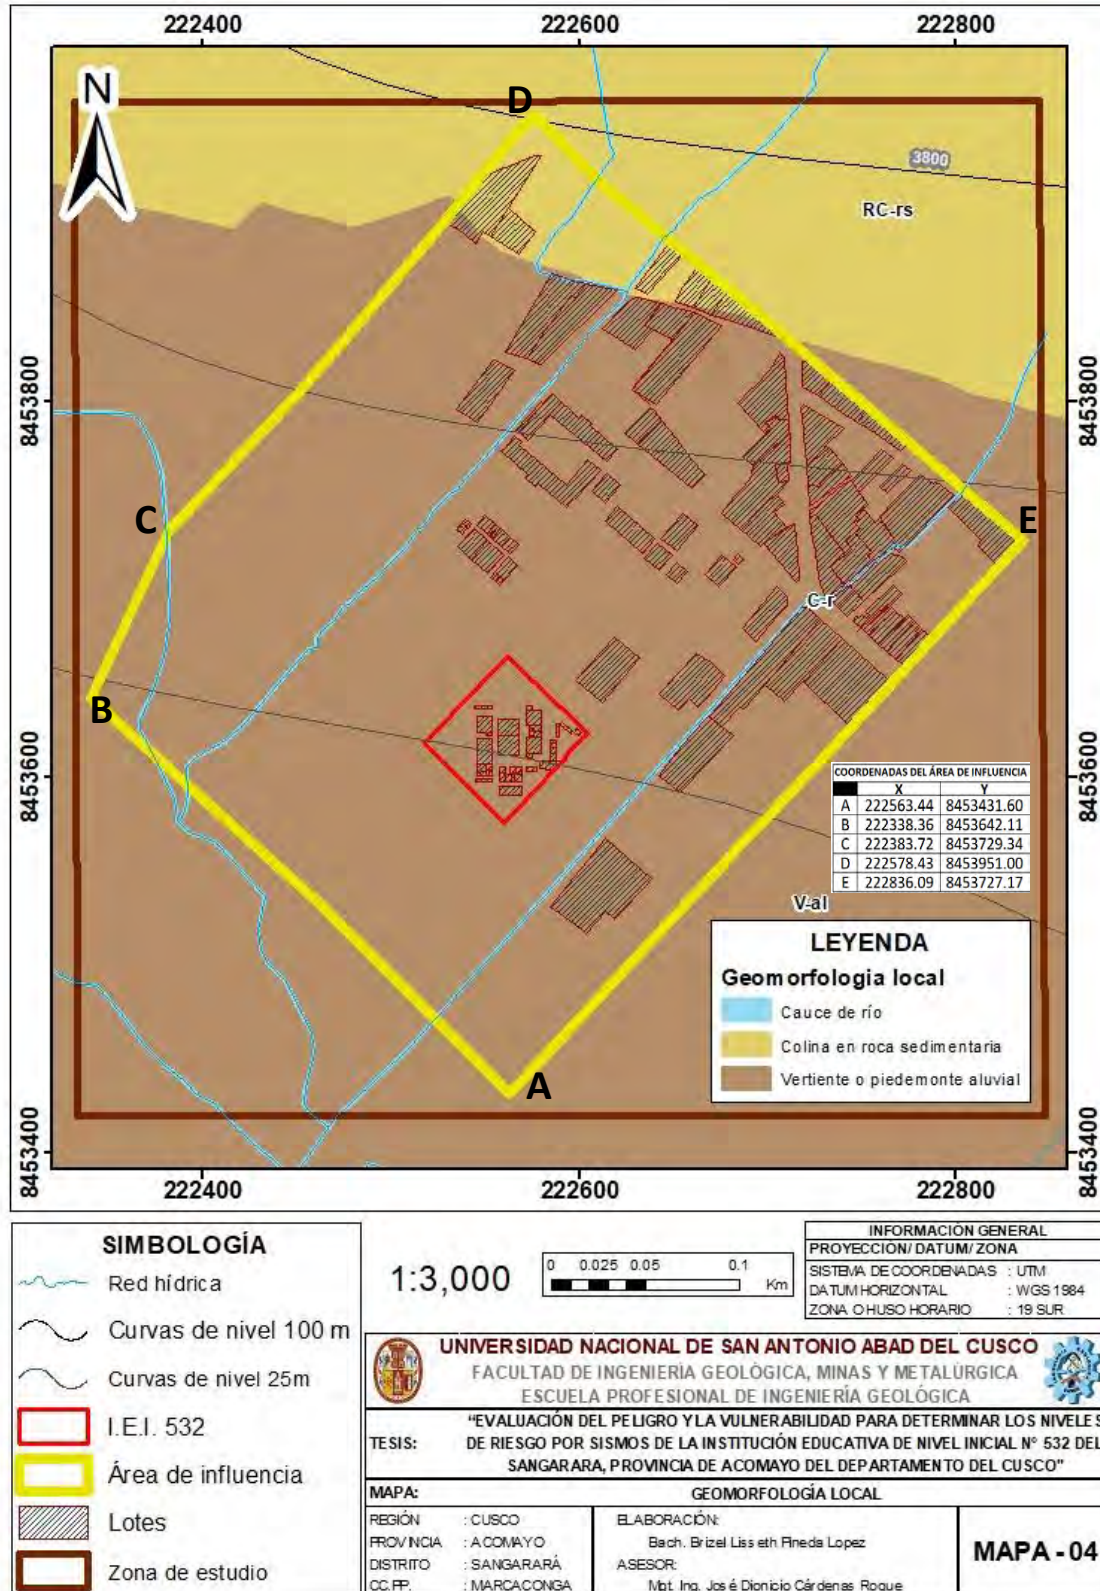 222400
222600
222800
N
D
3800
RC-rs
8453800
8453800
C
E
C-r
B
8453600
8453600
COORDENADAS DEL ÁREA DE INFLUENCIA
X Y
A 222563.44 8453431.60
B 222338.36 8453642.11
C 222383.72 8453729.34
D 222578.43 8453951.00
E 222836.09 8453727.17
V-al
LEYENDA
Geomorfologia local
Cauce de río
Colina en roca sedimentaria
Vertiente o piedemonte aluvial
A
8453400
8453400
222400
222600
222800
SIMBOLOGÍA
Red hídrica
Curvas de nivel 100 m
Curvas de nivel 25m
I.E.I. 532
Área de influencia
Lotes
Zona de estudio
1:3,000
0 0.025 0.05 0.1
Km
INFORMACIÓN GENERAL
PROYECCIÓN/ DATUM/ ZONA
SISTEMA DE COORDENADAS : UTM
DATUM HORIZONTAL : WGS 1984
ZONA O HUSO HORARIO : 19 SUR
UNIVERSIDAD NACIONAL DE SAN ANTONIO ABAD DEL CUSCO
FACULTAD DE INGENIERÍA GEOLÓGICA, MINAS Y METALÚRGICA
ESCUELA PROFESIONAL DE INGENIERÍA GEOLÓGICA
TESIS:
“EVALUACIÓN DEL PELIGRO Y LA VULNERABILIDAD PARA DETERMINAR LOS NIVELES
DE RIESGO POR SISMOS DE LA INSTITUCIÓN EDUCATIVA DE NIVEL INICIAL Nº 532 DEL
SANGARARA, PROVINCIA DE ACOMAYO DEL DEPARTAMENTO DEL CUSCO”
MAPA: GEOMORFOLOGÍA LOCAL
REGIÓN : CUSCO
PROVINCIA : ACOMAYO
DISTRITO : SANGARARÁ
CC.PP. : MARCACONGA
ELABORACIÓN:
Bach. Brizel Lisseth Pineda Lopez
ASESOR:
Mgt. Ing. José Dionicio Cárdenas Roque
MAPA - 04